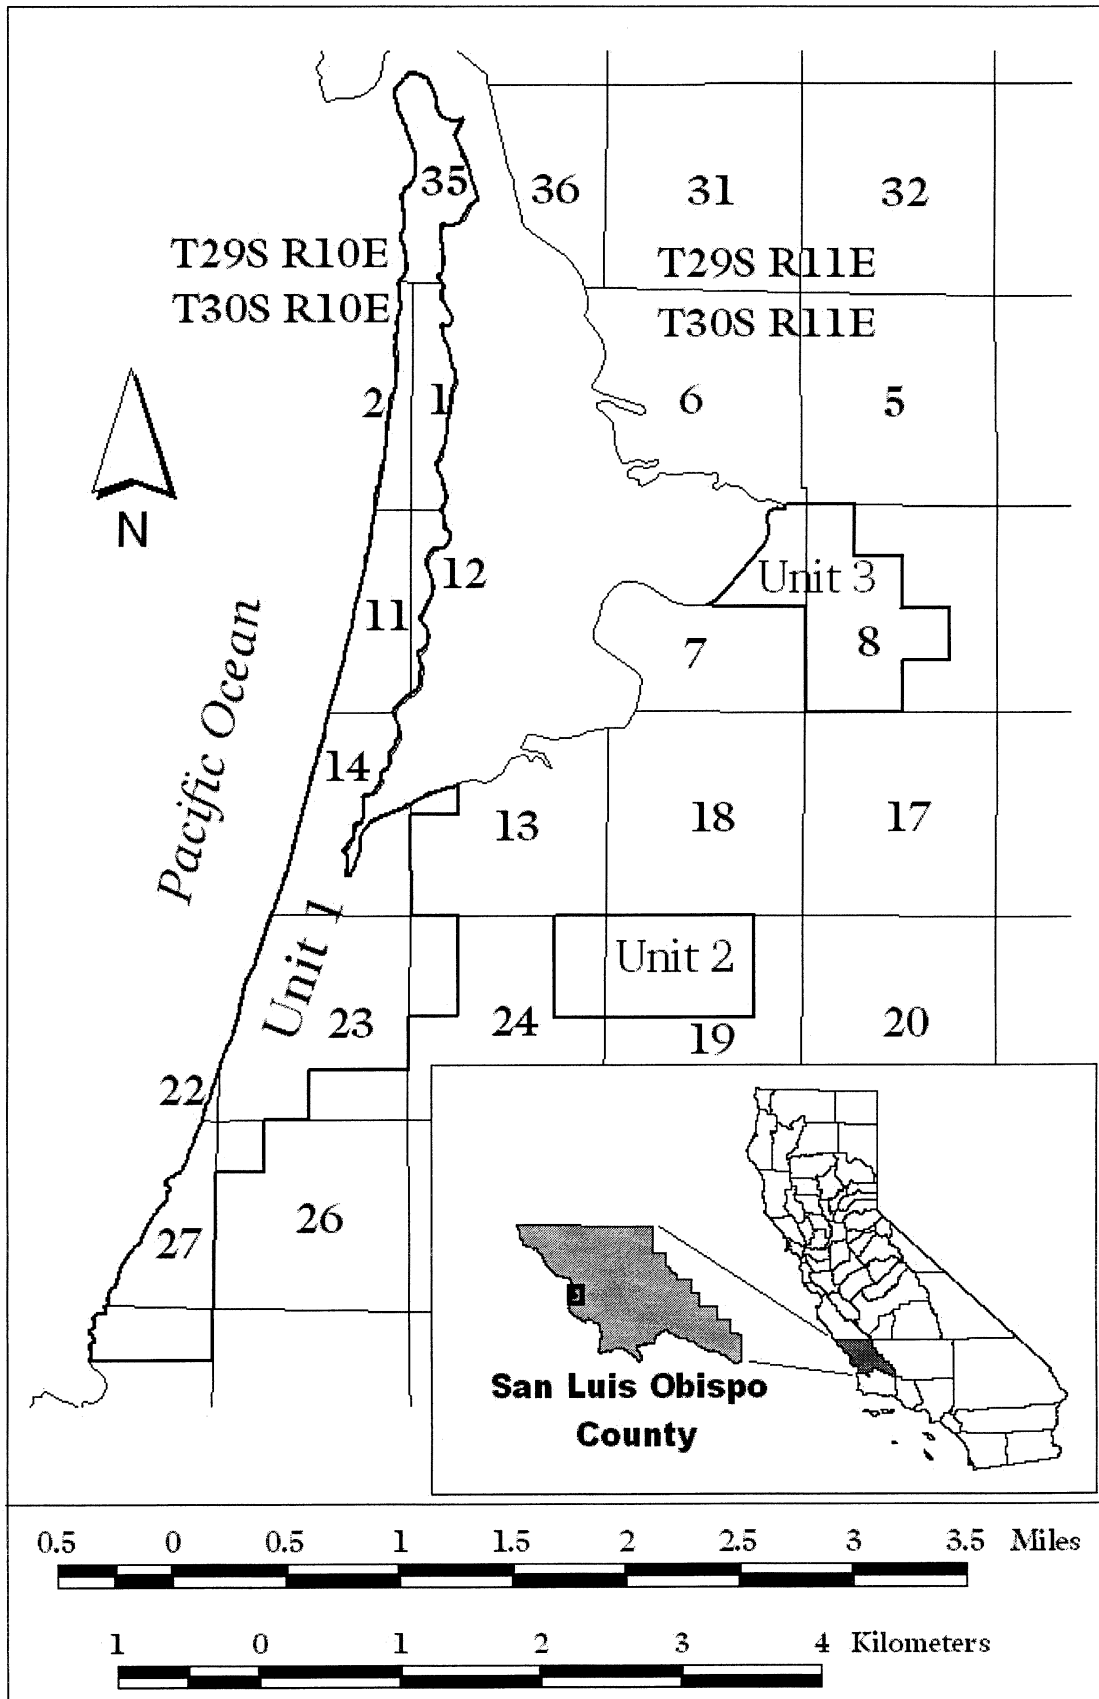 35
36
31
32
T29S R10E
T29S R11E
T30S R10E
T30S R11E
2
1
6
5
N
12
Unit 3
11
7
8
Pacific Ocean
14
13
18
17
Unit 1
Unit 2
23
24
19
20
22
27
26
San Luis Obispo
County
0.5 0 0.5 1 1.5 2 2.5 3 3.5 Miles
1 0 1 2 3 4 Kilometers